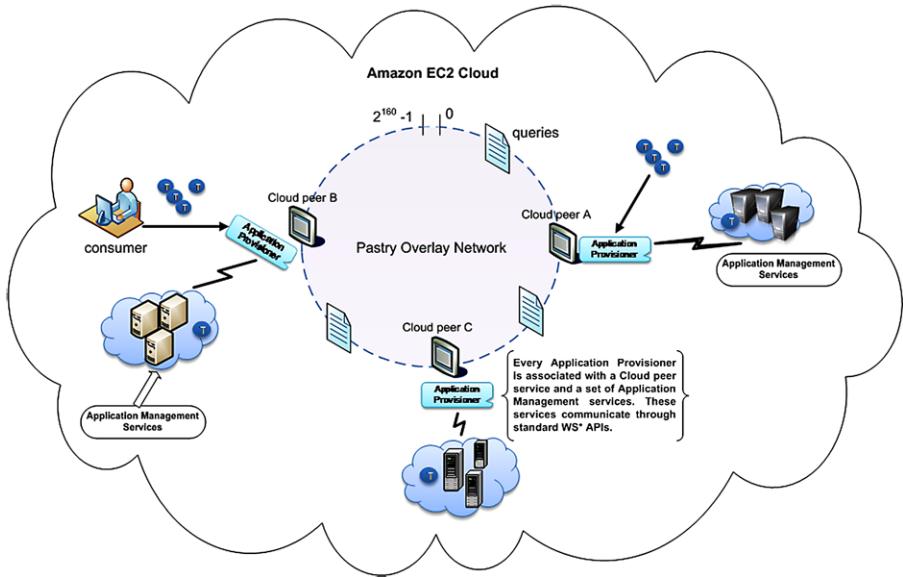 Amazon EC2 Cloud
2^160 -1
0
queries
T T T T
T T T T
Cloud peer B
Cloud peer A
consumer
Application
Provisioner
Pastry Overlay Network
Application
Provisioner
T
Application Management
Services
T
Cloud peer C
Application Management
Services
Application
Provisioner
Every Application Provisioner
is associated with a Cloud peer
service and a set of Application
Management services. These
services communicate through
standard WS* APIs.
T